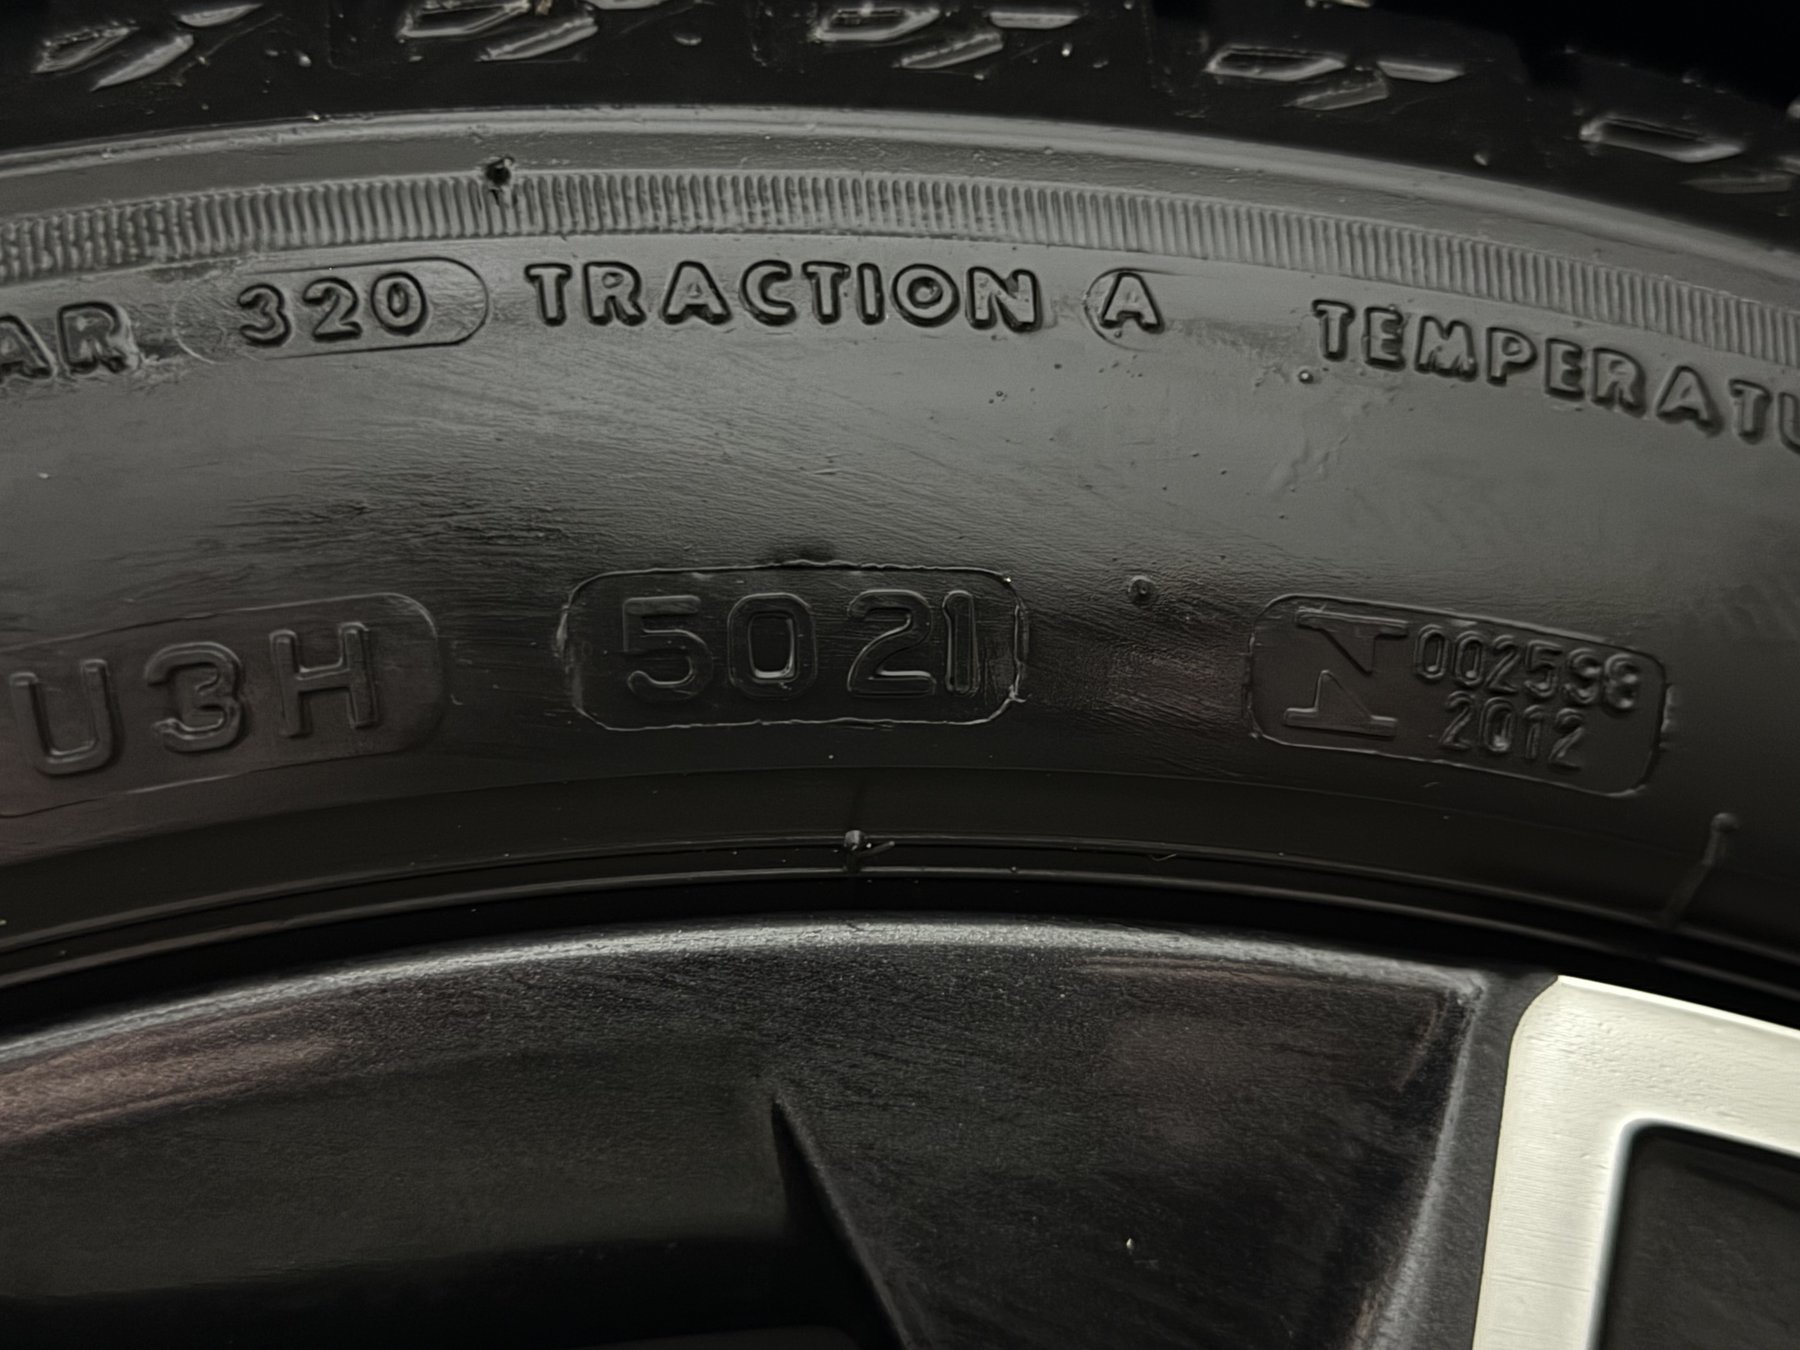 AR 320 TRACTION A TEMPERATU
U3H 5021 002598
2012